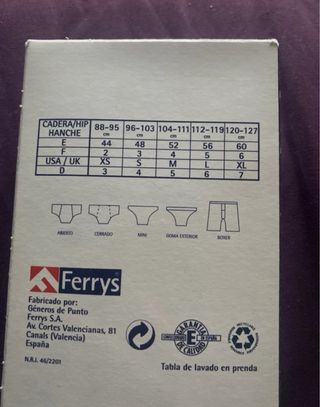 CADERA/HIP HANCHE 88-95 cm 96-103 cm 104-111 cm 112-119 cm 120-127 cm
E 44 48 52 56 60
F 2 3 4 5 6
USA / UK XS S M L XL
D 3 4 5 6 7
ABIERTO CERRADO MINI GOMA EXTERIOR BOXER
Ferrys
Fabricado por:
Géneros de Punto
Ferrys S.A.
Av. Cortes Valencianas, 81
Canals (Valencia)
España
N.R.I. 46/2201
GARANTIA
E
DE CALIDAD
Tabla de lavado en prenda